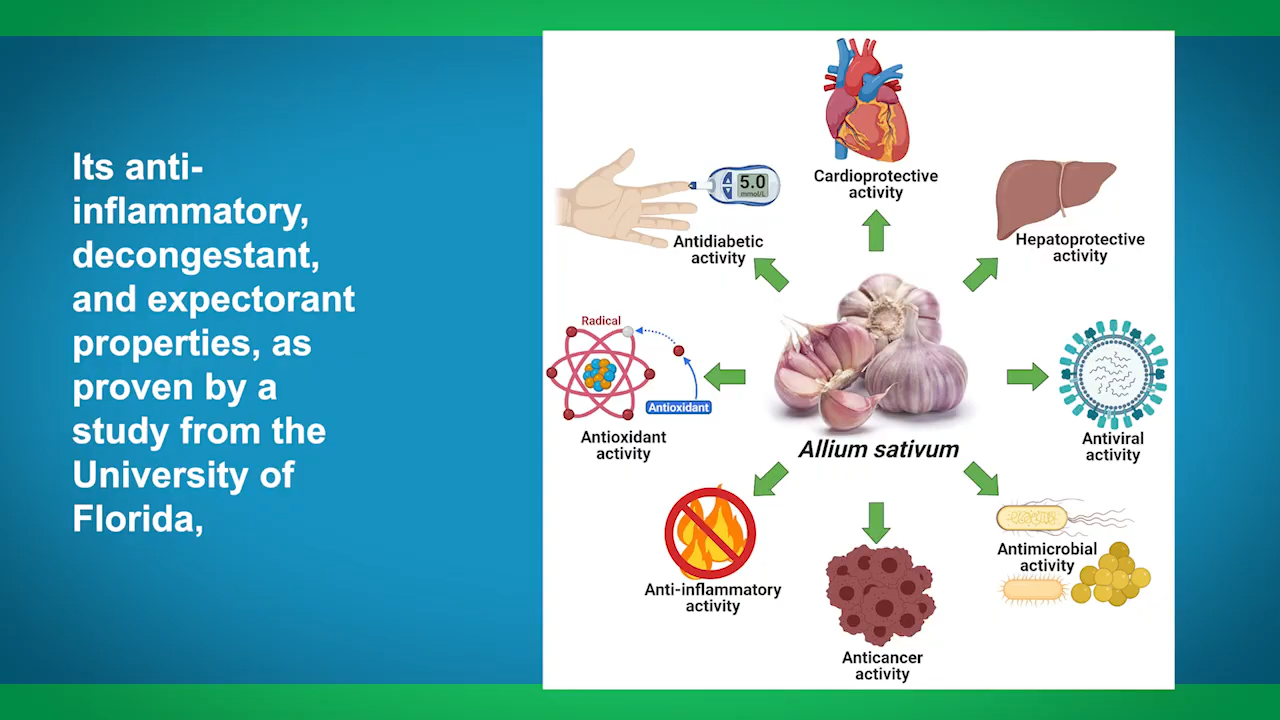 Its anti-
inflammatory,
decongestant,
and expectorant
properties, as
proven by a
study from the
University of
Florida,
Cardioprotective
activity
5.0
mmol/L
Antidiabetic
activity
Hepatoprotective
activity
Radical
Antioxidant
Antioxidant
activity
Allium sativum
Antiviral
activity
Anti-inflammatory
activity
Antimicrobial
activity
Anticancer
activity